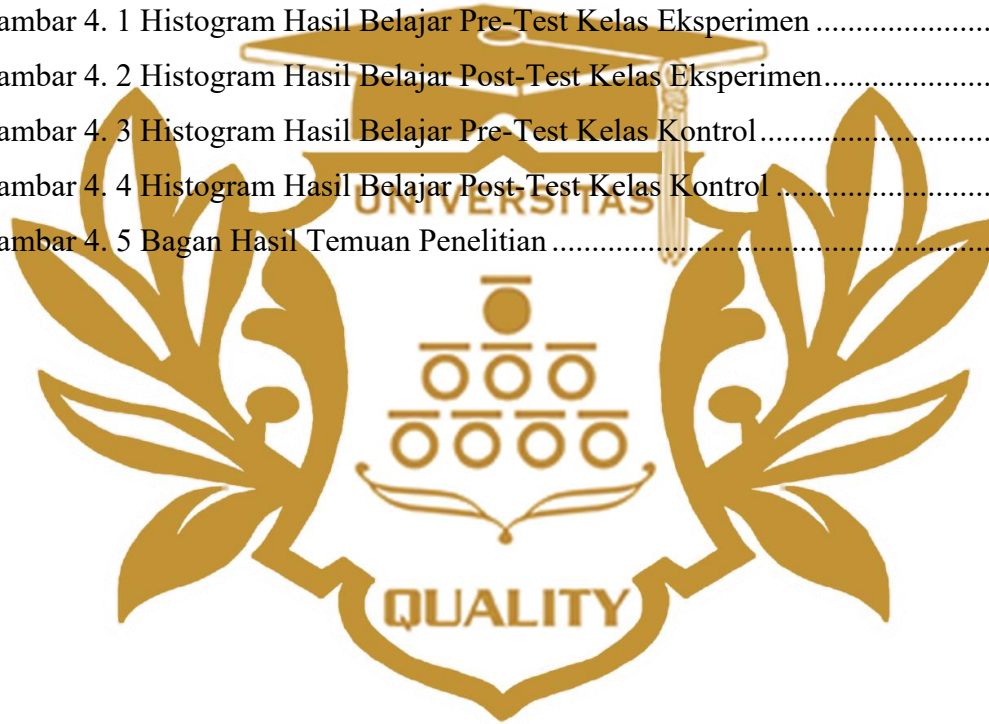 ambar 4. 1 Histogram Hasil Belajar Pre-Test Kelas Eksperimen ......................
ambar 4. 2 Histogram Hasil Belajar Post-Test Kelas Eksperimen.....................
ambar 4. 3 Histogram Hasil Belajar Pre-Test Kelas Kontrol.............................
ambar 4. 4 Histogram Hasil Belajar Post-Test Kelas Kontrol ...........................
UNIVERSITAS
ambar 4. 5 Bagan Hasil Temuan Penelitian .......................................................
QUALITY